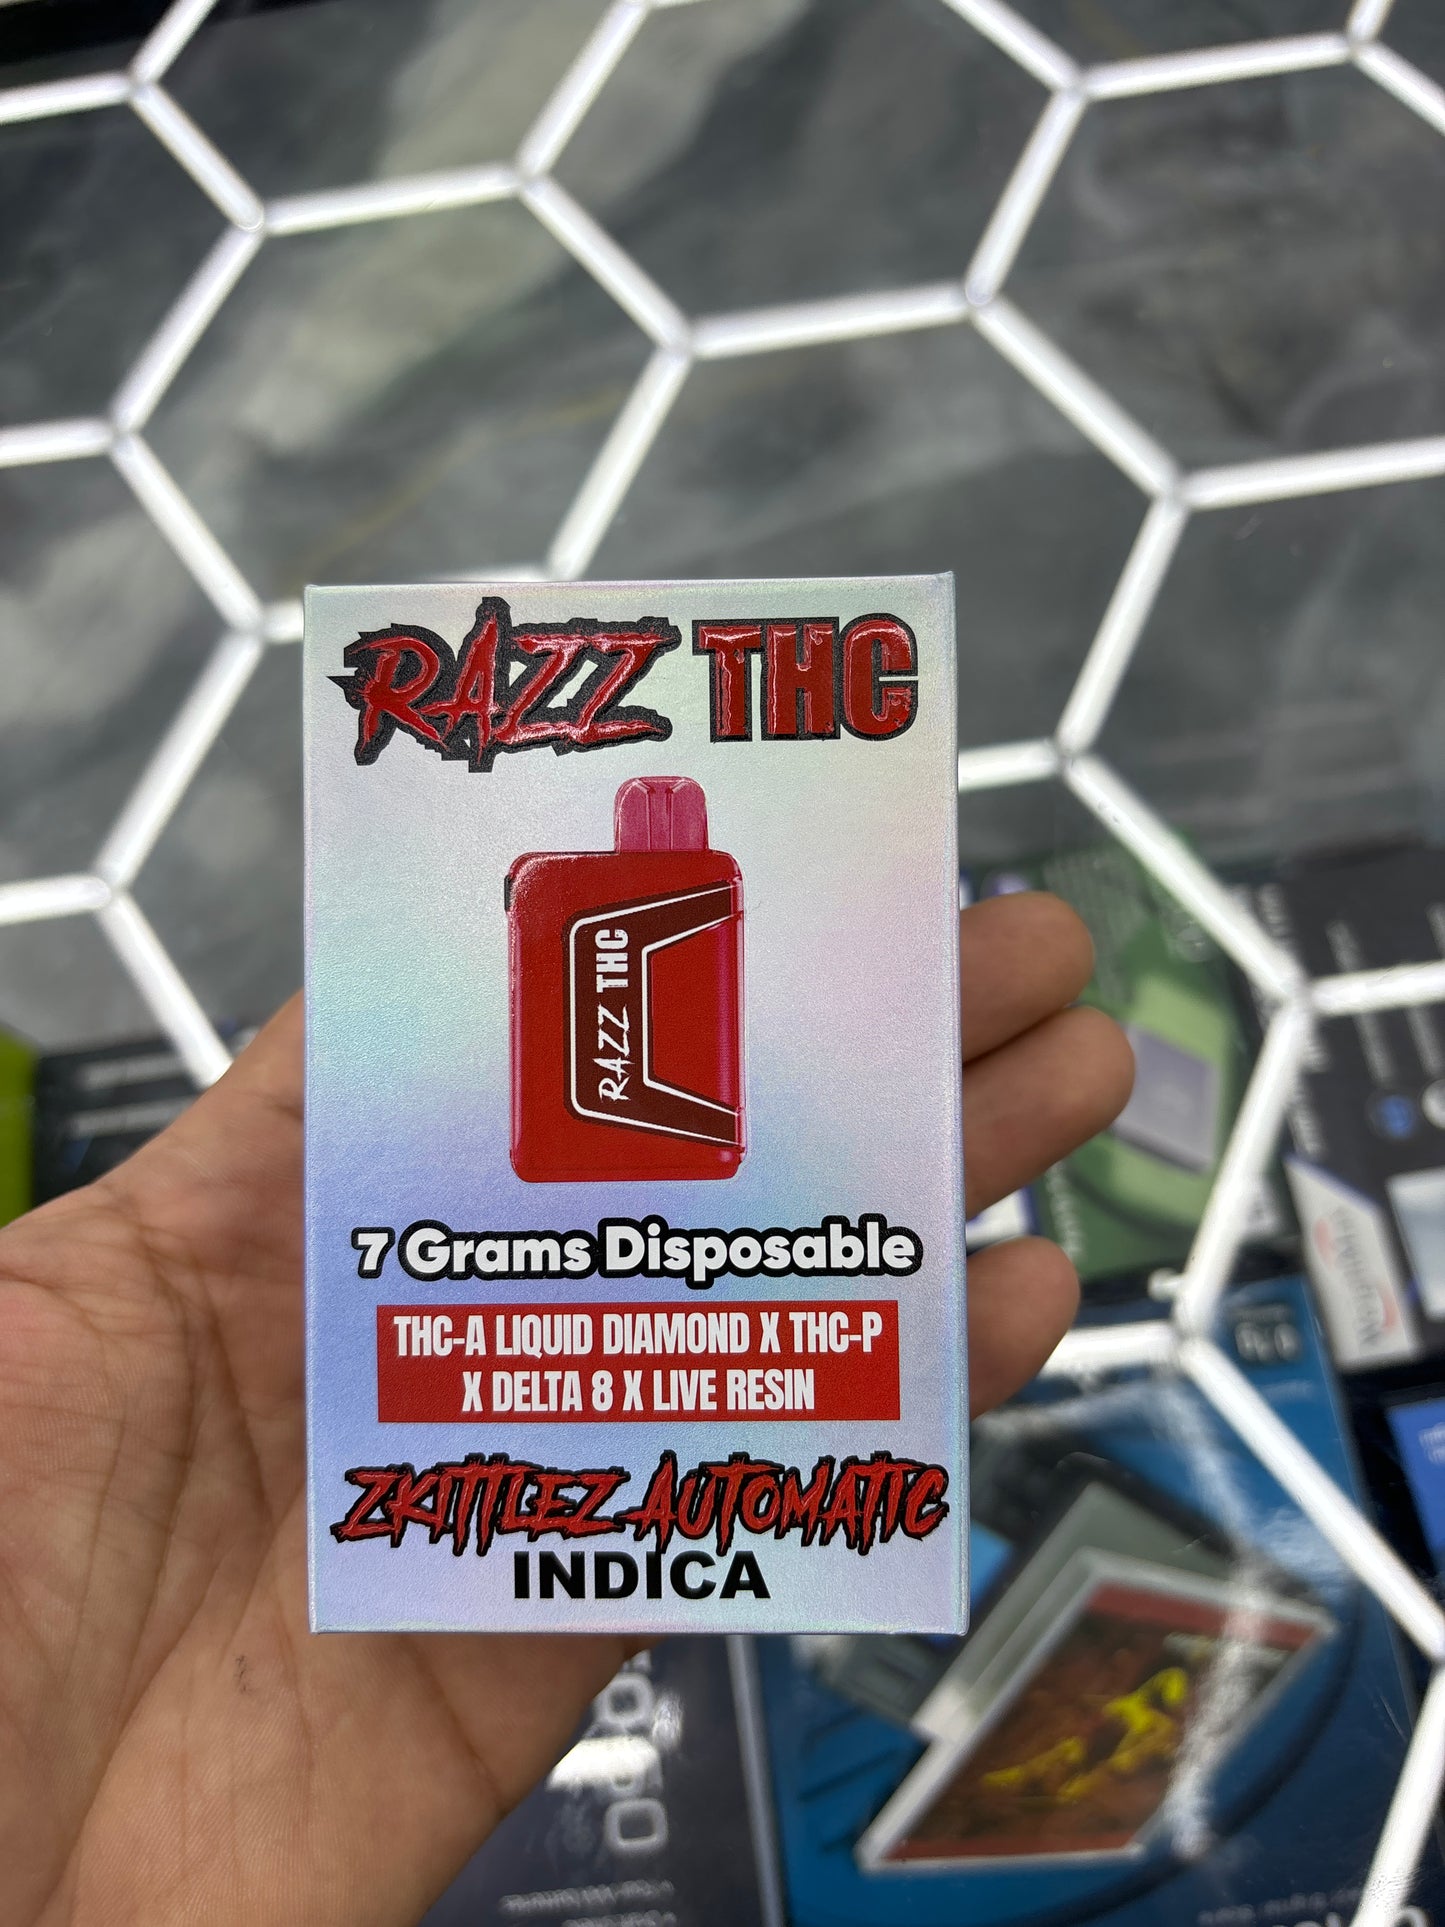 RAZZ THC
RAZZ THC
7 Grams Disposable
THC-A LIQUID DIAMOND X THC-P
X DELTA 8 X LIVE RESIN
ZKITTLEZ AUTOMATIC
INDICA